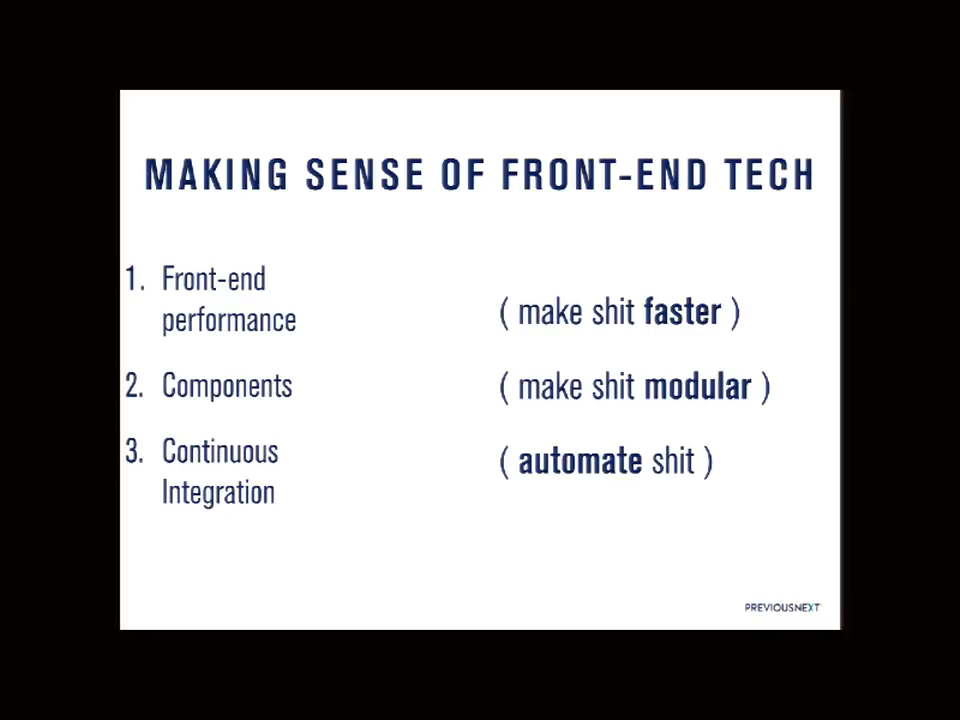 MAKING SENSE OF FRONT-END TECH
1. Front-end
performance
2. Components
3. Continuous
Integration
( make shit faster )
( make shit modular )
( automate shit )
PREVIOUSNEXT